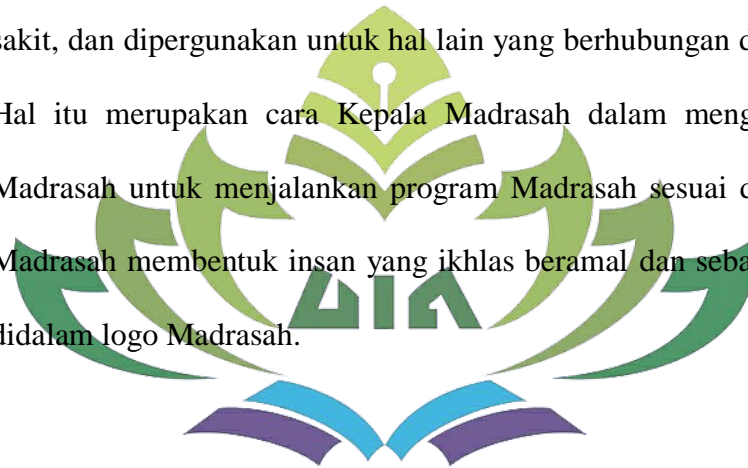 sakit, dan dipergunakan untuk hal lain yang berhubungan d
Hal itu merupakan cara Kepala Madrasah dalam meng
Madrasah untuk menjalankan program Madrasah sesuai d
Madrasah membentuk insan yang ikhlas beramal dan seba
didalam logo Madrasah.
UIN